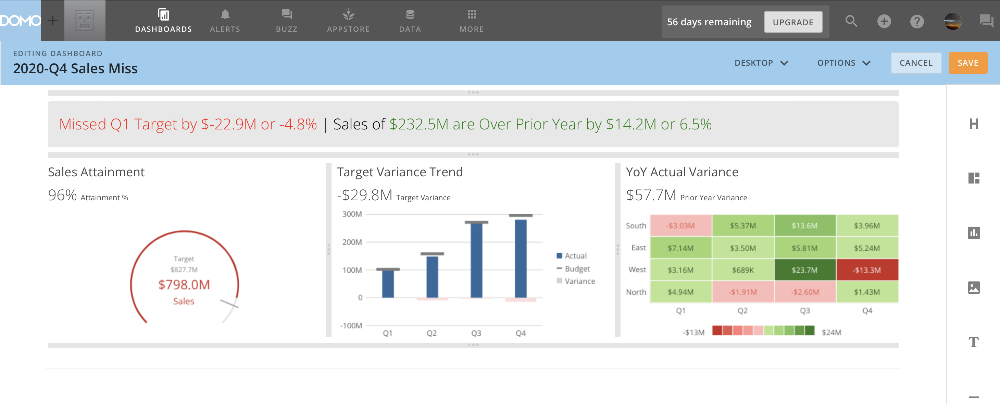 DOMO
DASHBOARDS
ALERTS
BUZZ
APPSTORE
DATA
MORE
56 days remaining
UPGRADE
EDITING DASHBOARD
2020-Q4 Sales Miss
DESKTOP
OPTIONS
CANCEL
SAVE
Missed Q1 Target by $-22.9M or -4.8% | Sales of $232.5M are Over Prior Year by $14.2M or 6.5%
Sales Attainment
96% Attainment %
Target
$827.7M
$798.0M
Sales
Target Variance Trend
-$29.8M Target Variance
300M
200M
100M
0
-100M
Q1 Q2 Q3 Q4
Actual
Budget
Variance
YoY Actual Variance
$57.7M Prior Year Variance
South -$3.03M $5.37M $13.6M $3.96M
East $7.14M $3.50M $5.81M $5.24M
West $3.16M $689K $23.7M -$13.3M
North $4.94M -$1.91M -$2.60M $1.43M
Q1 Q2 Q3 Q4
-$13M $24M
H
T